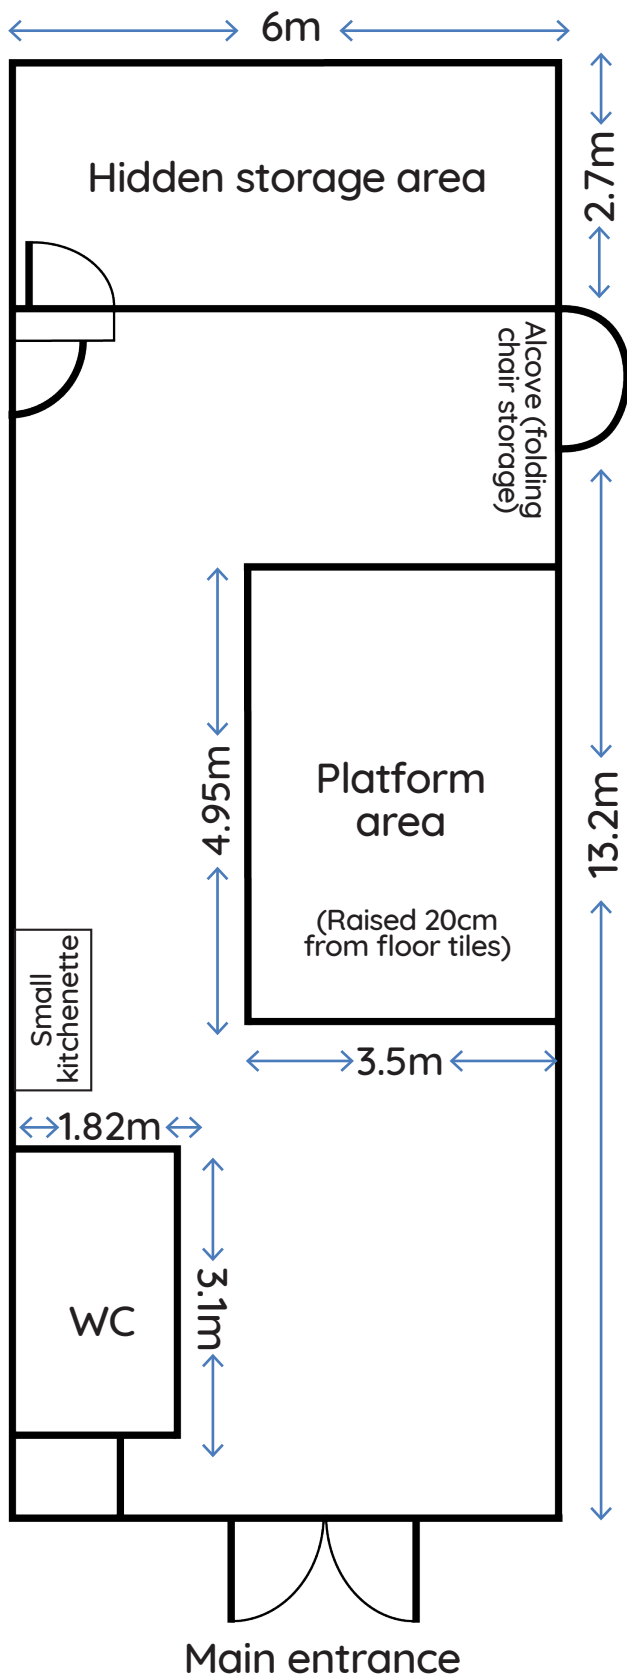 6m
2.7m
Hidden storage area
Alcove (folding
chair storage)
4.95m
Platform
area
13.2m
(Raised 20cm
from floor tiles)
Small
kitchenette
3.5m
1.82m
3.1m
WC
Main entrance